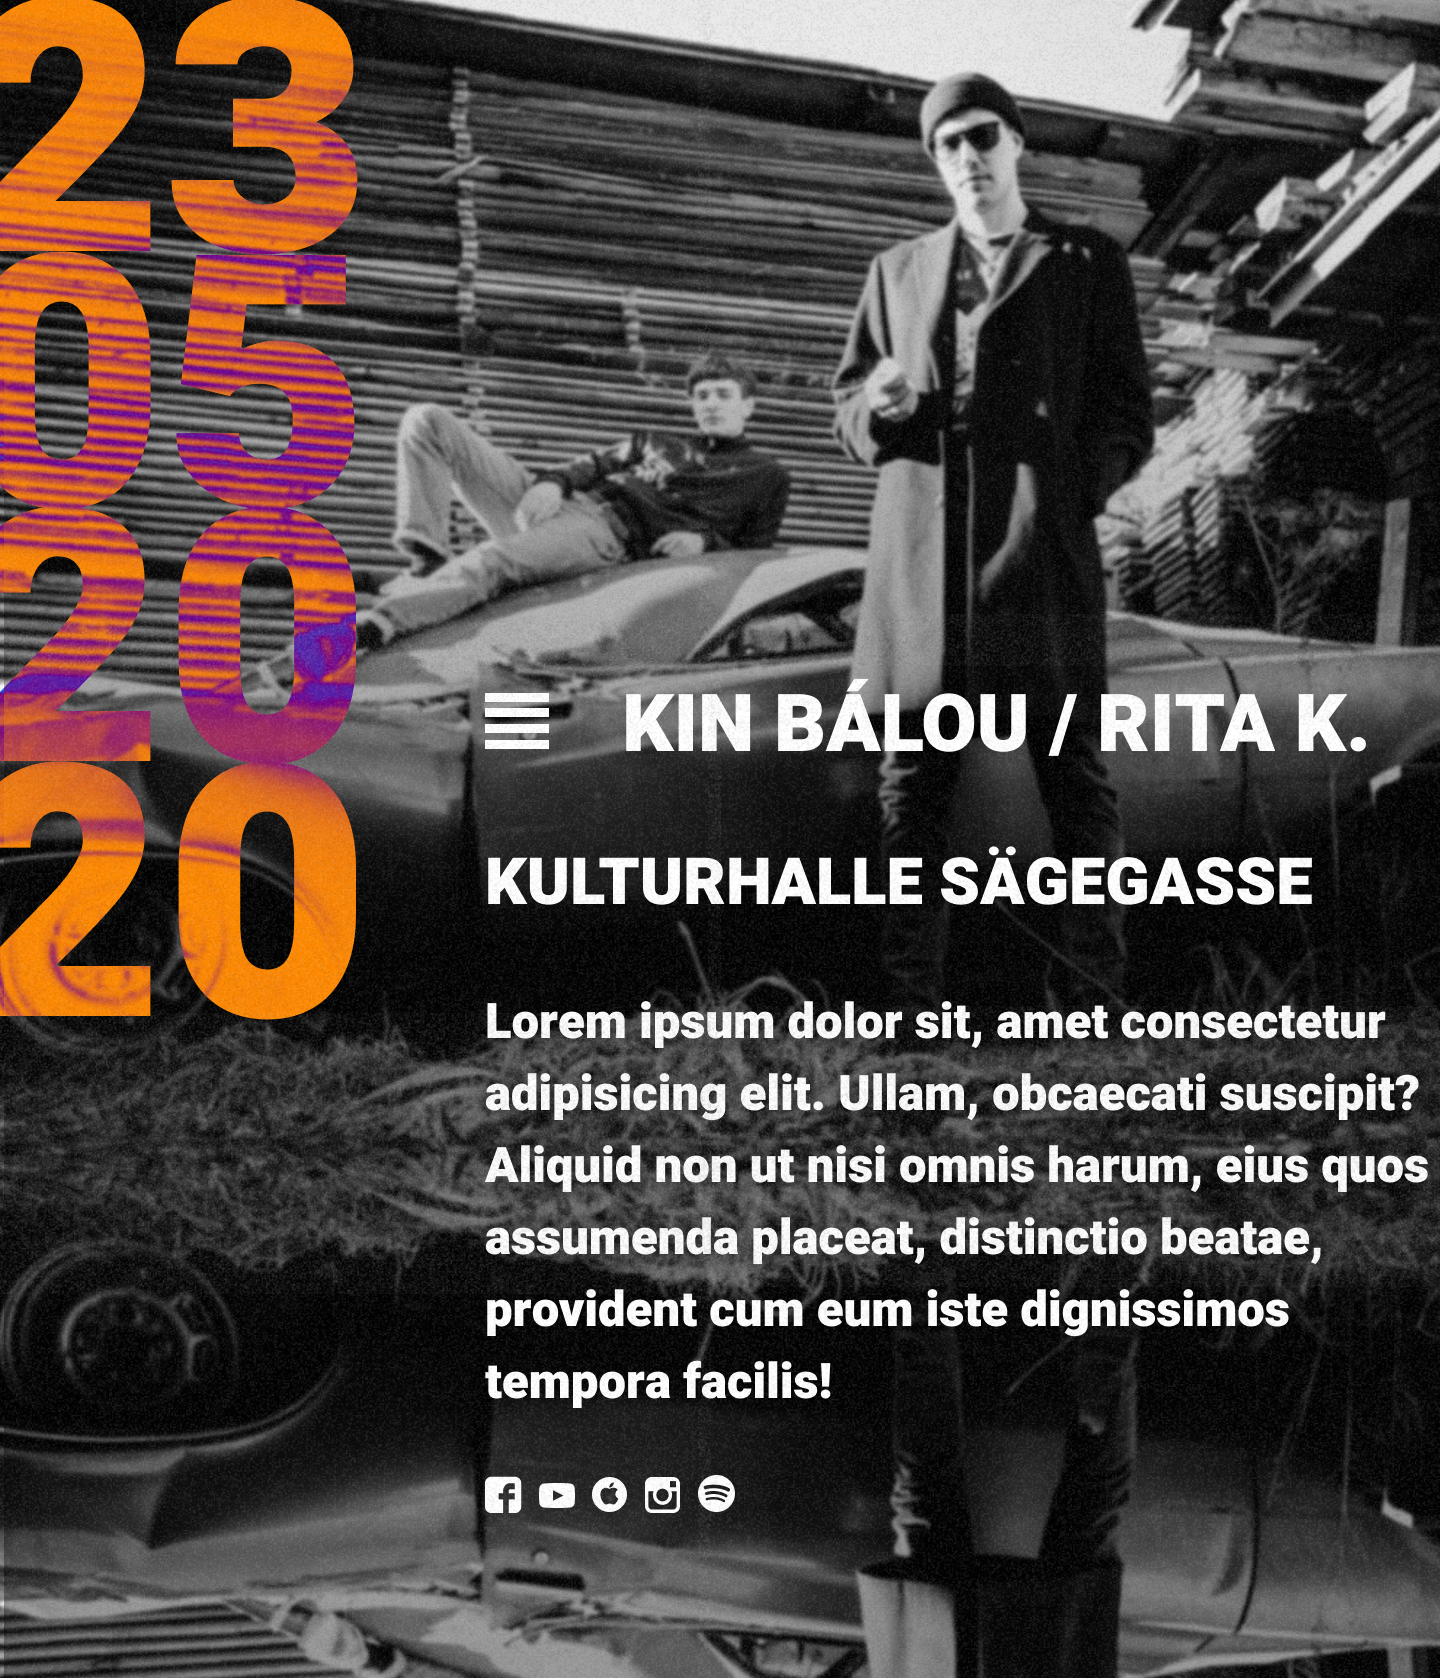 23
05
20
20
KIN BÁLOU / RITA K.
KULTURHALLE SÄGEGASSE
Lorem ipsum dolor sit, amet consectetur
adipisicing elit. Ullam, obcaecati suscipit?
Aliquid non ut nisi omnis harum, eius quos
assumenda placeat, distinctio beatae,
provident cum eum iste dignissimos
tempora facilis!